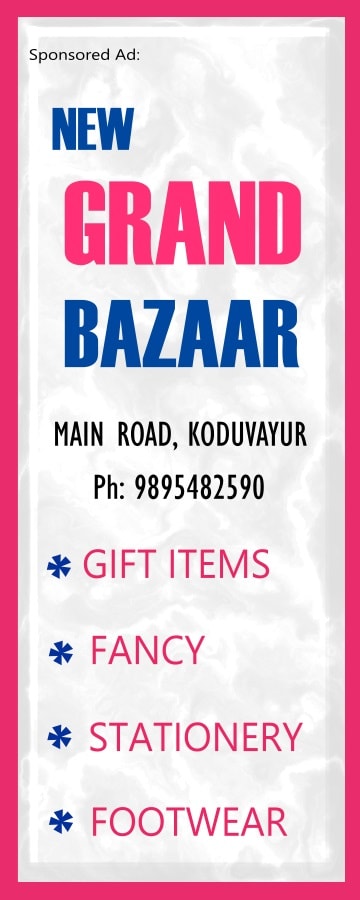 Sponsored Ad:
NEW
GRAND
BAZAAR
MAIN ROAD, KODUVAYUR
Ph: 9895482590
* GIFT ITEMS
* FANCY
* STATIONERY
* FOOTWEAR